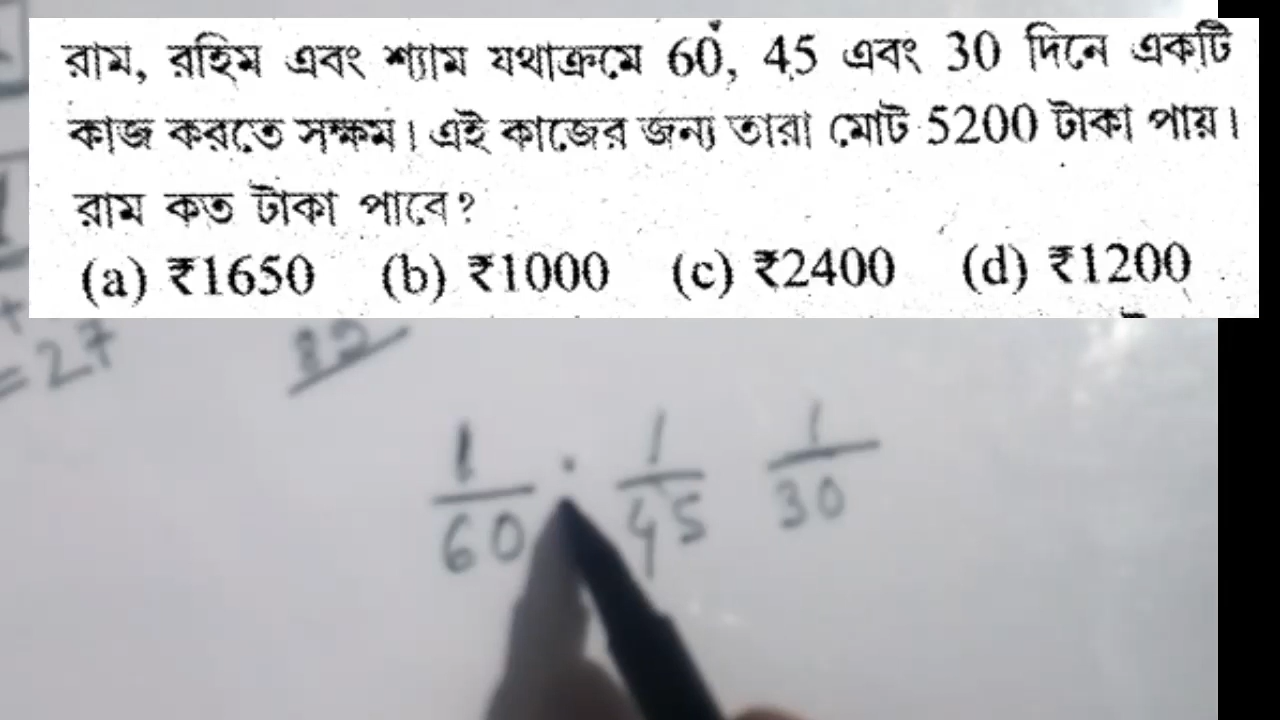 রাম, রহিম এবং শ্যাম যথাক্রমে 60, 45 এবং 30 দিনে একটি
কাজ করতে সক্ষম। এই কাজের জন্য তারা মোট 5200 টাকা পায়।
রাম কত টাকা পাবে?
(a) ₹1650 (b) ₹1000 (c) ₹2400 (d) ₹1200
= 27
1/60 : 1/45 1/30